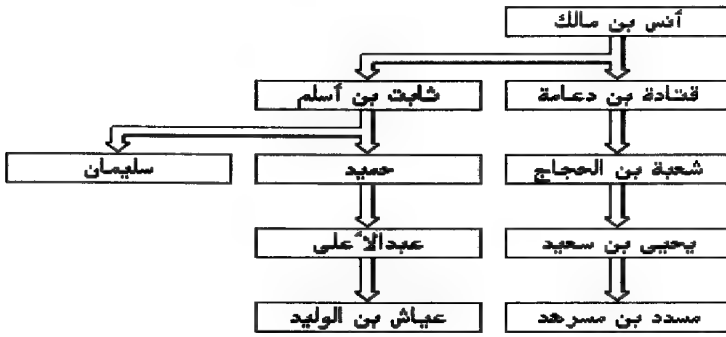 أنس بن مالك
قتادة بن دعامة
ثابت بن أسلم
شعبة بن الحجاج
حميد
سليمان
يحيى بن سعيد
عبدالأعلى
مسدد بن مسرهد
عياش بن الوليد